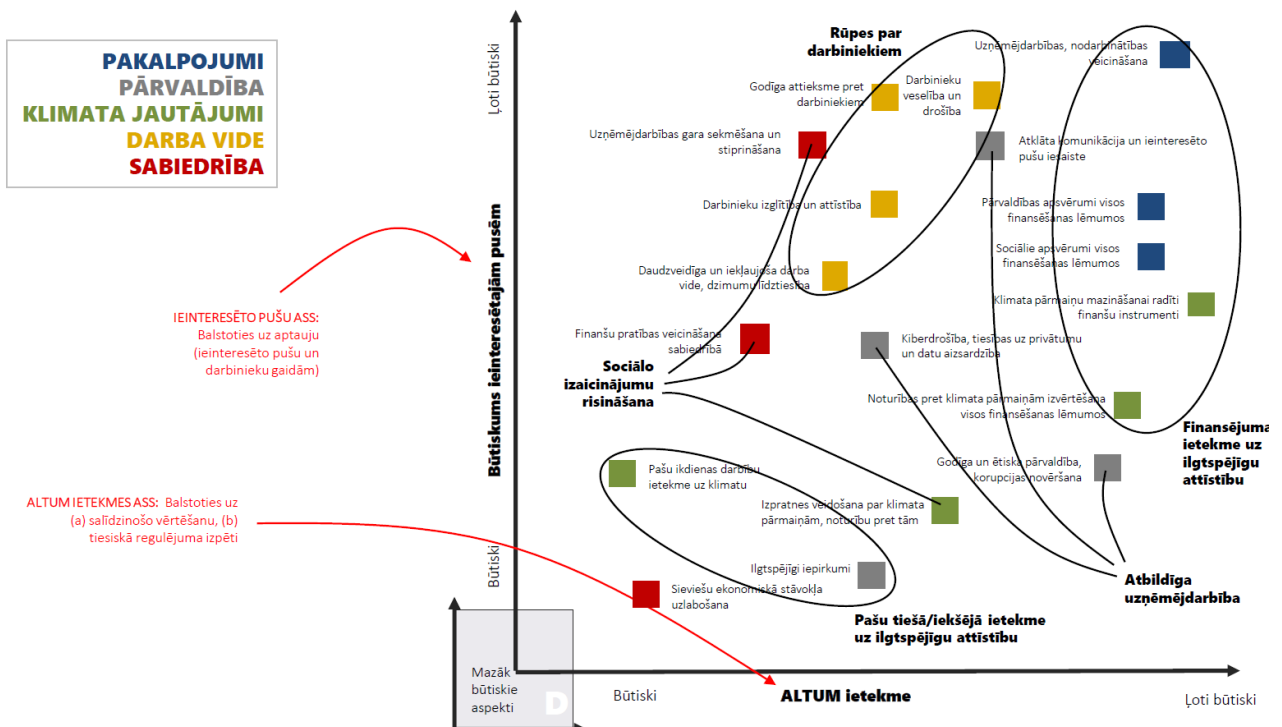 PAKALPOJUMI
PĀRVALDĪBA
KLIMATA JAUTĀJUMI
DARBA VIDE
SABIEDRĪBA
Ļoti būtiski
Būtiskums ieinteresētajām pusēm
Būtiski
IEINTERESĒTO PUŠU ASS:
Balstoties uz aptauju
(ieinteresēto pušu un
darbinieku gaidām)
ALTUM IETEKMES ASS: Balstoties uz
(a) salīdzinošo vērtēšanu, (b)
tiesiskā regulējuma izpēti
Rūpes par
darbiniekiem
Uzņēmējdarbības, nodarbinātības
veicināšana
Godīga attieksme pret
darbiniekiem
Darbinieku
veselība un
drošība
Uzņēmējdarbības gara sekmēšana un
stiprināšana
Atklāta komunikācija un ieinteresēto
pušu iesaiste
Darbinieku izglītība un attīstība
Pārvaldības apsvērumi visos
finansēšanas lēmumos
Sociālie apsvērumi visos
finansēšanas lēmumos
Daudzveidīga un iekļaujoša darba
vide, dzimumu līdztiesība
Klimata pārmaiņu mazināšanai radīti
finanšu instrumenti
Finanšu pratības veicināšana
sabiedrībā
Kiberdrošība, tiesības uz privātumu
un datu aizsardzība
Sociālo
izaicinājumu
risināšana
Noturības pret klimata pārmaiņām izvērtēšana
visos finansēšanas lēmumos
Finansējuma
ietekme uz
ilgtspējīgu
attīstību
Pašu ikdienas darbību
ietekme uz klimatu
Godīga un ētiska pārvaldība,
korupcijas novēršana
Izpratnes veidošana par klimata
pārmaiņām, noturību pret tām
Ilgtspējīgi iepirkumi
Sieviešu ekonomiskā stāvokļa
uzlabošana
Atbildīga
uzņēmējdarbība
Pašu tiešā/iekšējā ietekme
uz ilgtspējīgu attīstību
Mazāk
būtiskie
aspekti
D
Būtiski
ALTUM ietekme
Ļoti būtiski